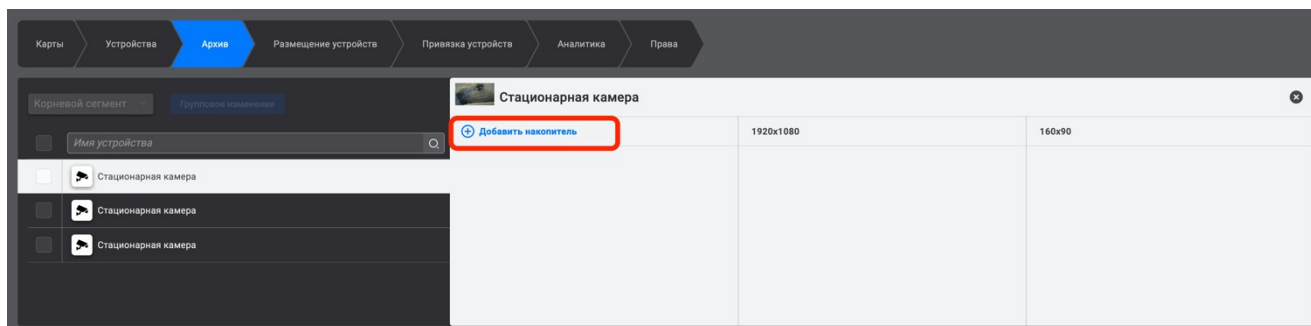 Карты Устройства Архив Размещение устройств Привязка устройств Аналитика Права
Корневой сегмент Групповое изменение
Стационарная камера
Имя устройства
Добавить накопитель 1920x1080 160x90
Стационарная камера
Стационарная камера
Стационарная камера